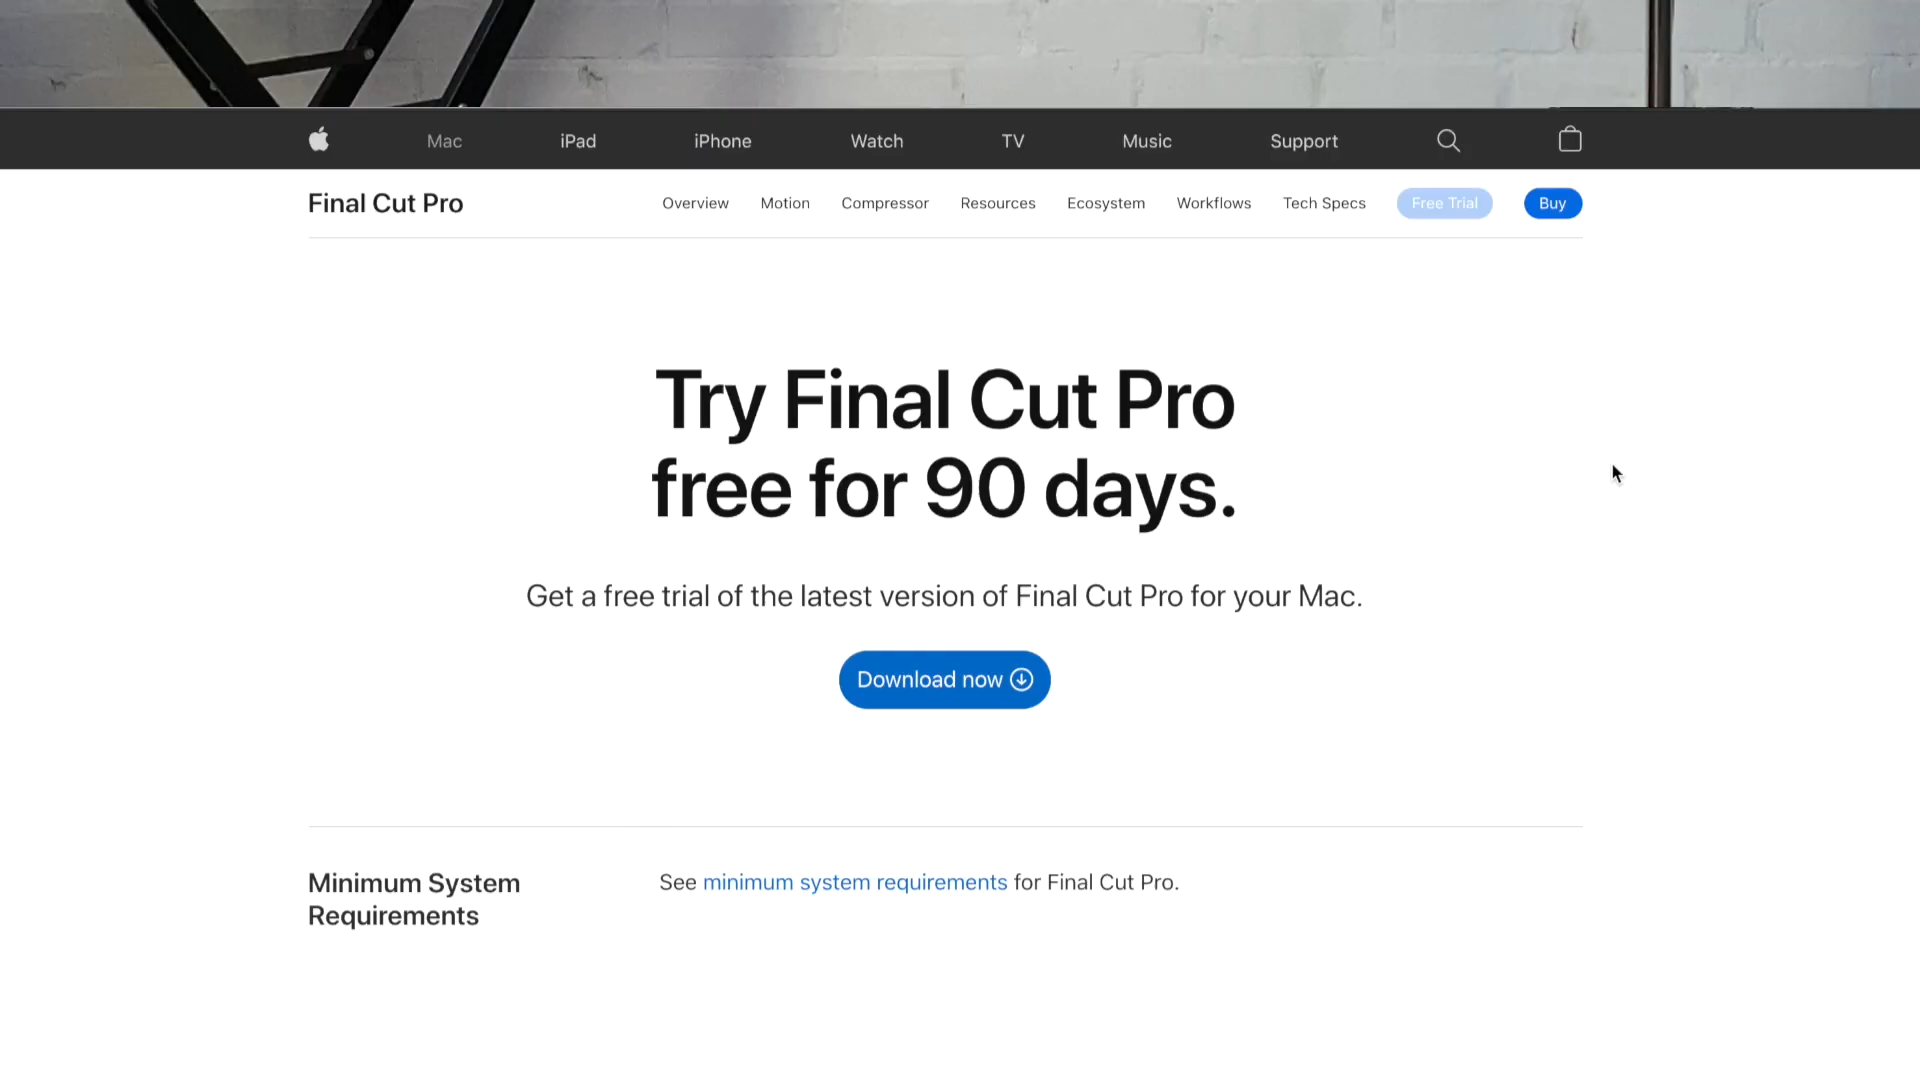 Mac iPad iPhone Watch TV Music Support
Final Cut Pro Overview Motion Compressor Resources Ecosystem Workflows Tech Specs Free Trial Buy
Try Final Cut Pro
free for 90 days.
Get a free trial of the latest version of Final Cut Pro for your Mac.
Download now
Minimum System
Requirements
See minimum system requirements for Final Cut Pro.